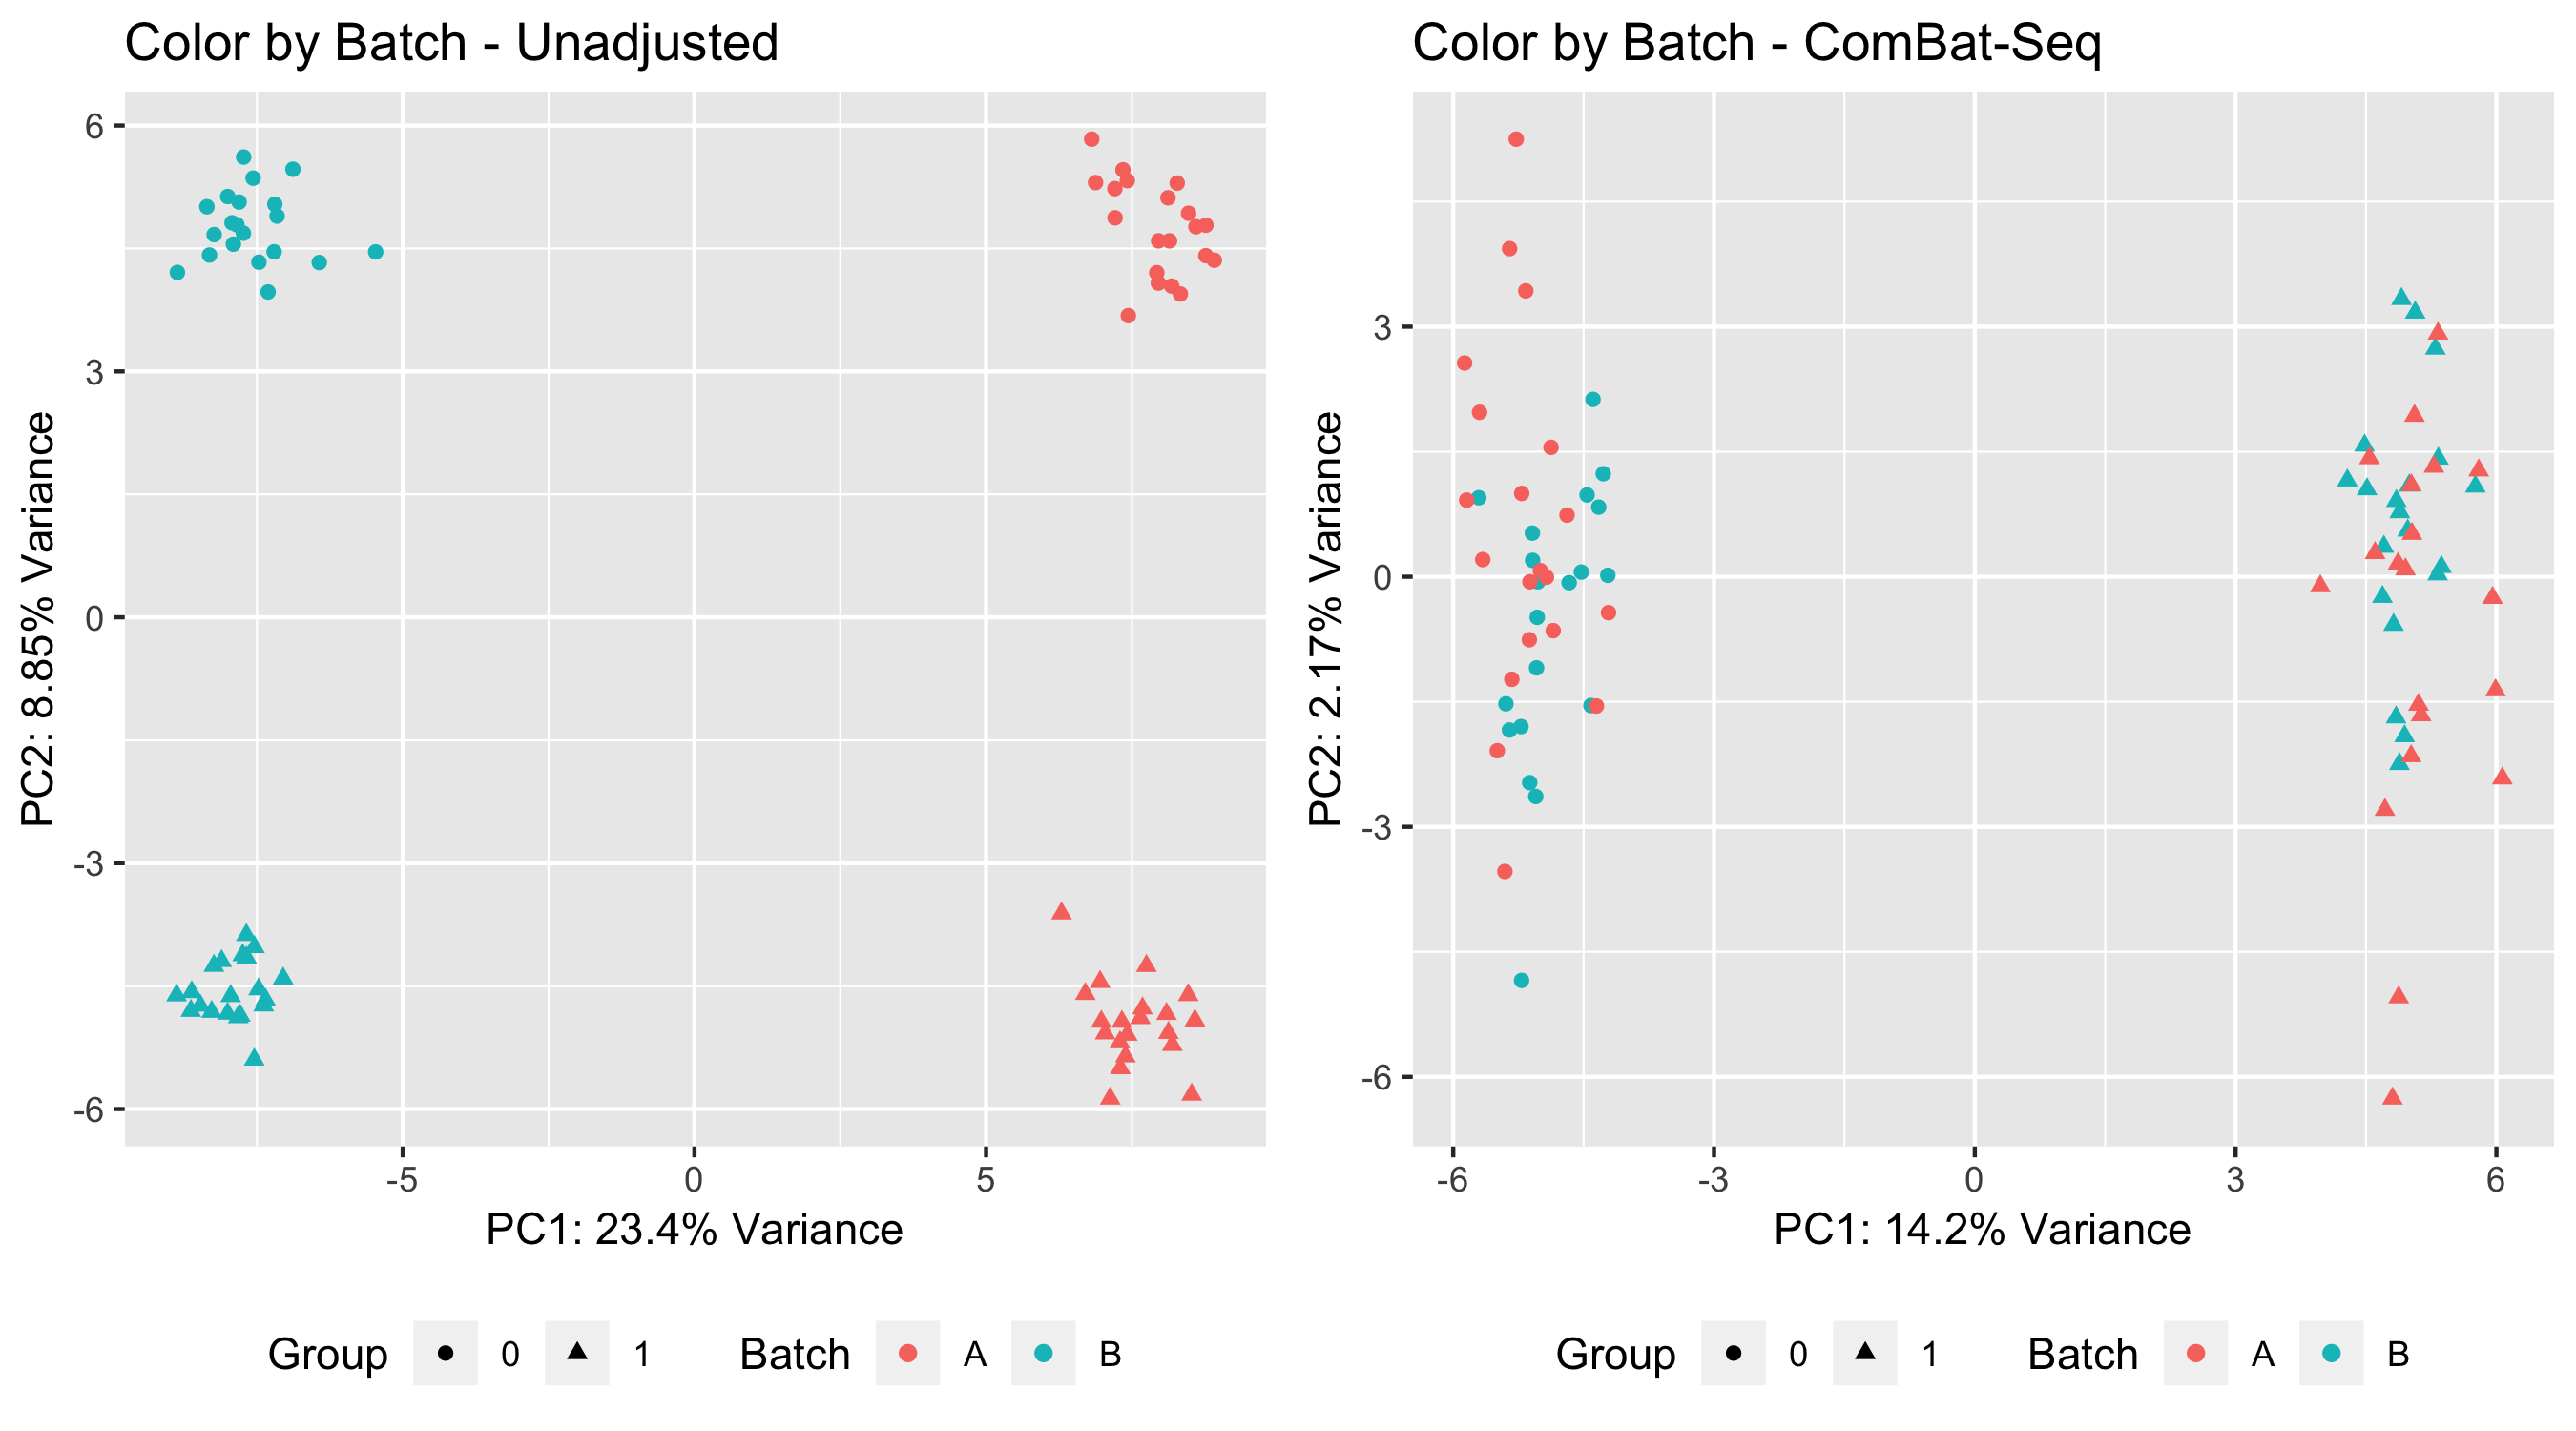 Color by Batch - Unadjusted
PC2: 8.85% Variance
6
3
0
-3
-6
-5 0 5
PC1: 23.4% Variance
Group 0 1 Batch A B
Color by Batch - ComBat-Seq
PC2: 2.17% Variance
3
0
-3
-6
-6 -3 0 3 6
PC1: 14.2% Variance
Group 0 1 Batch A B